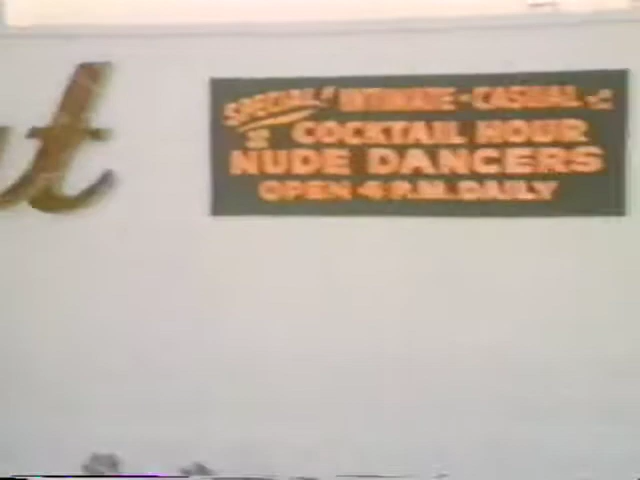 t
SPECIAL! INTIMATE - CASUAL
COCKTAIL HOUR
NUDE DANCERS
OPEN 4 P.M. DAILY